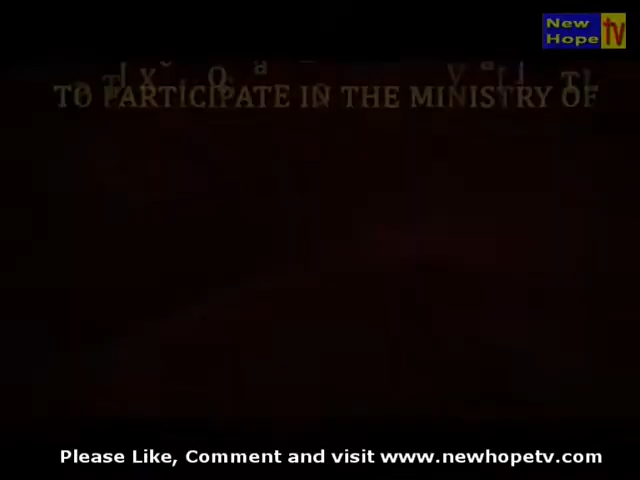 New
Hope TV
TO PARTICIPATE IN THE MINISTRY OF
Please Like, Comment and visit www.newhopetv.com